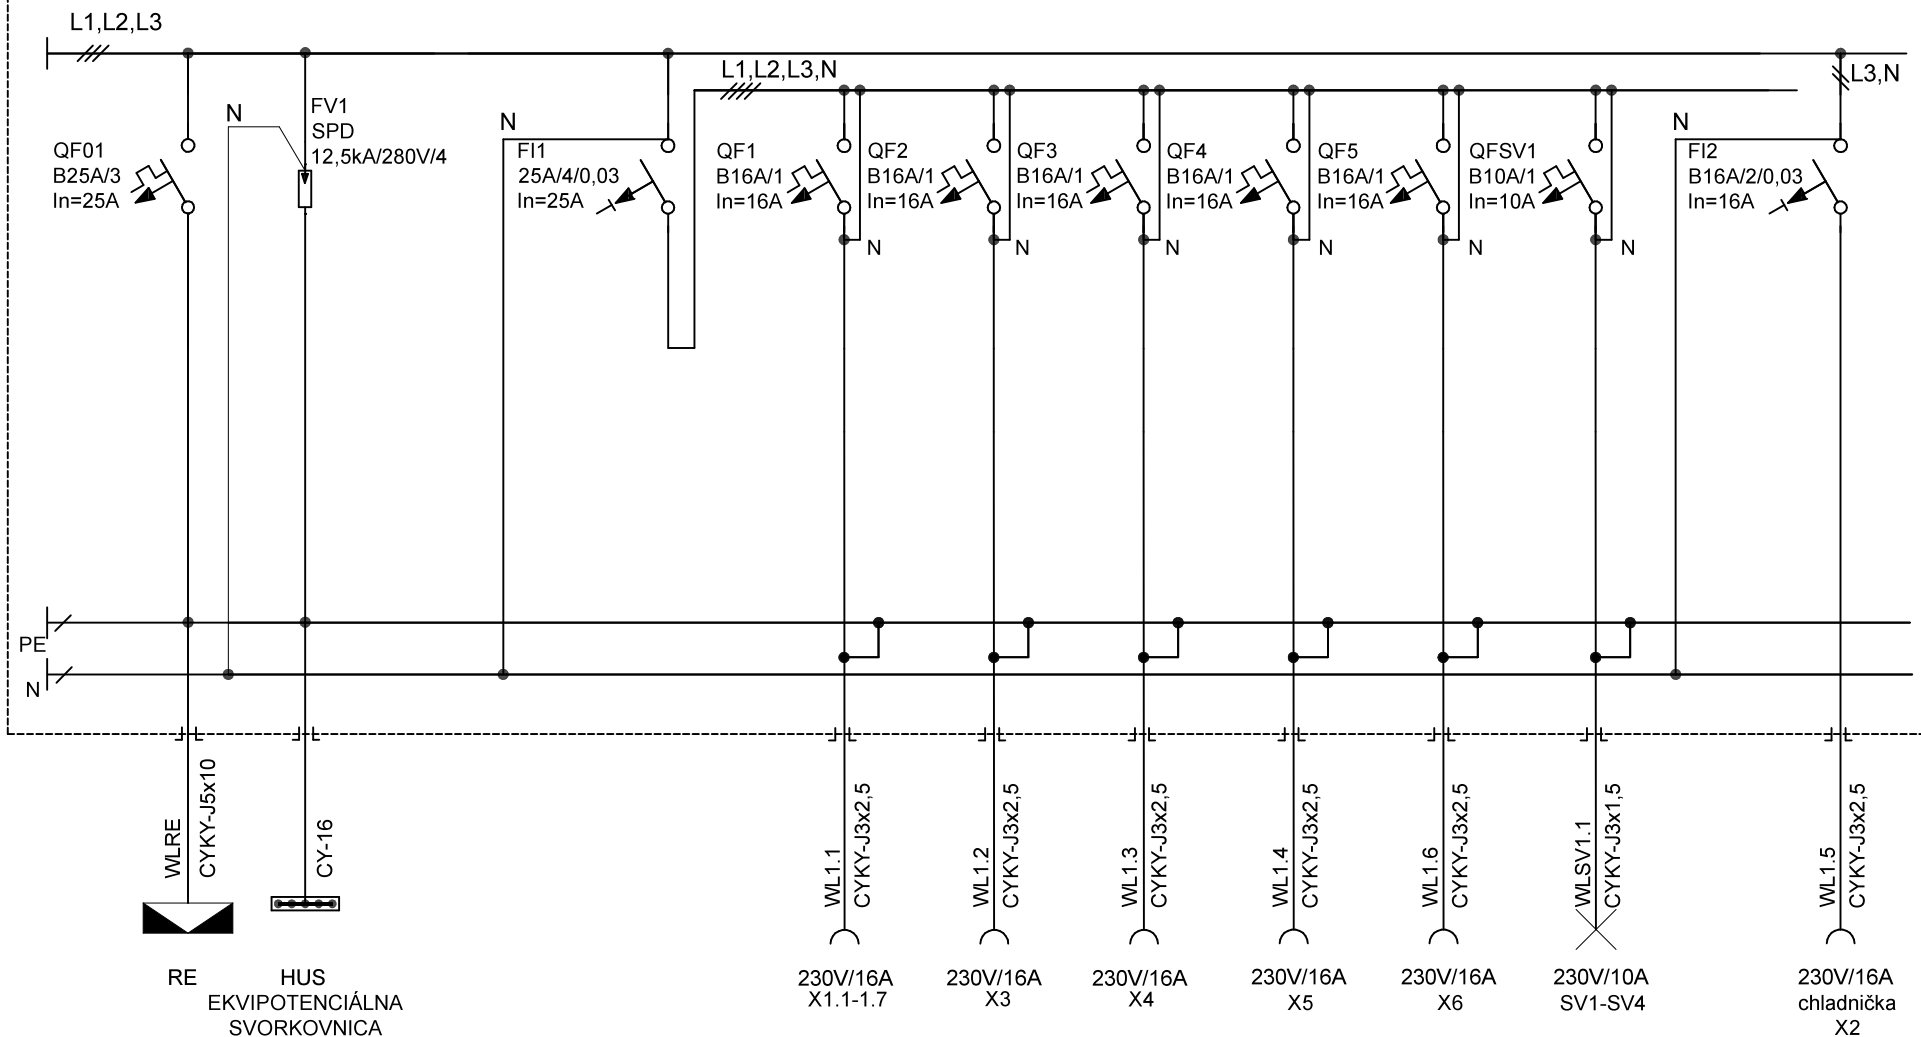 L1,L2,L3
L1,L2,L3,N
L3,N
QF01
B25A/3
In=25A
N
FV1
SPD
12,5kA/280V/4
N
FI1
25A/4/0,03
In=25A
QF1
B16A/1
In=16A
N
QF2
B16A/1
In=16A
N
QF3
B16A/1
In=16A
N
QF4
B16A/1
In=16A
N
QF5
B16A/1
In=16A
N
QFSV1
B10A/1
In=10A
N
N
FI2
B16A/2/0,03
In=16A
PE
N
WLRE
CYKY-J5x10
CY-16
WL1.1
CYKY-J3x2,5
WL1.2
CYKY-J3x2,5
WL1.3
CYKY-J3x2,5
WL1.4
CYKY-J3x2,5
WL1.6
CYKY-J3x2,5
WLSV1.1
CYKY-J3x1,5
WL1.5
CYKY-J3x2,5
RE
HUS
EKVIPOTENCIÁLNA
SVORKOVNICA
230V/16A
X1.1-1.7
230V/16A
X3
230V/16A
X4
230V/16A
X5
230V/16A
X6
230V/10A
SV1-SV4
230V/16A
chladnička
X2